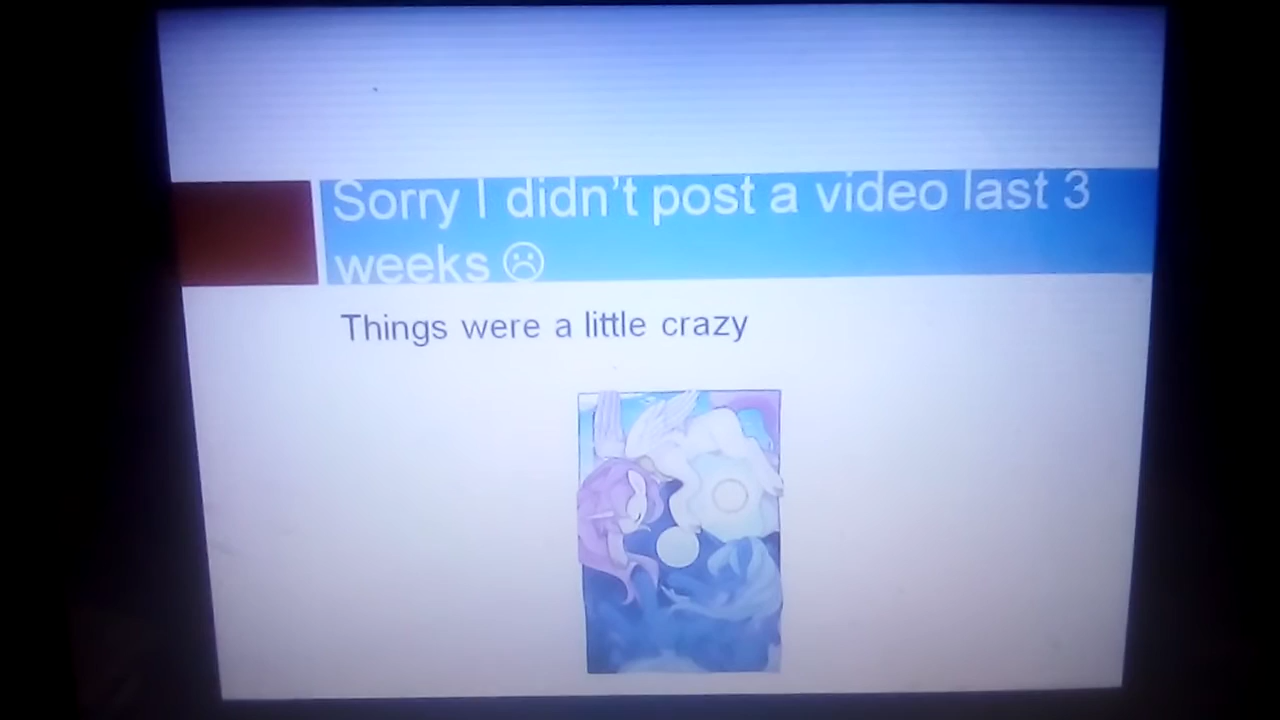 Sorry I didn't post a video last 3
weeks ☹
Things were a little crazy